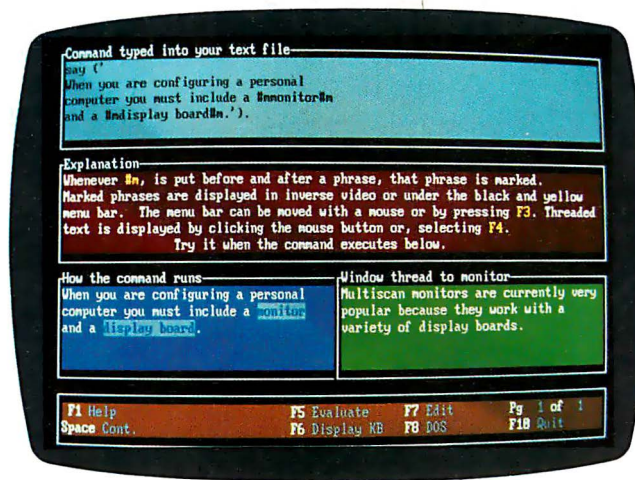 Command typed into your text file
say ('
When you are configuring a personal
computer you must include a #mmonitor#m
and a #mdisplay board#m.').
Explanation
Whenever #m, is put before and after a phrase, that phrase is marked.
Marked phrases are displayed in inverse video or under the black and yellow
menu bar. The menu bar can be moved with a mouse or by pressing F3. Threaded
text is displayed by clicking the mouse button or, selecting F4.
Try it when the command executes below.
How the command runs
When you are configuring a personal
computer you must include a monitor
and a display board.
Window thread to monitor
Multiscan monitors are currently very
popular because they work with a
variety of display boards.
F1 Help F5 Evaluate F7 Edit Pg 1 of 1
Space Cont. F6 Display KB F8 DOS F10 Quit